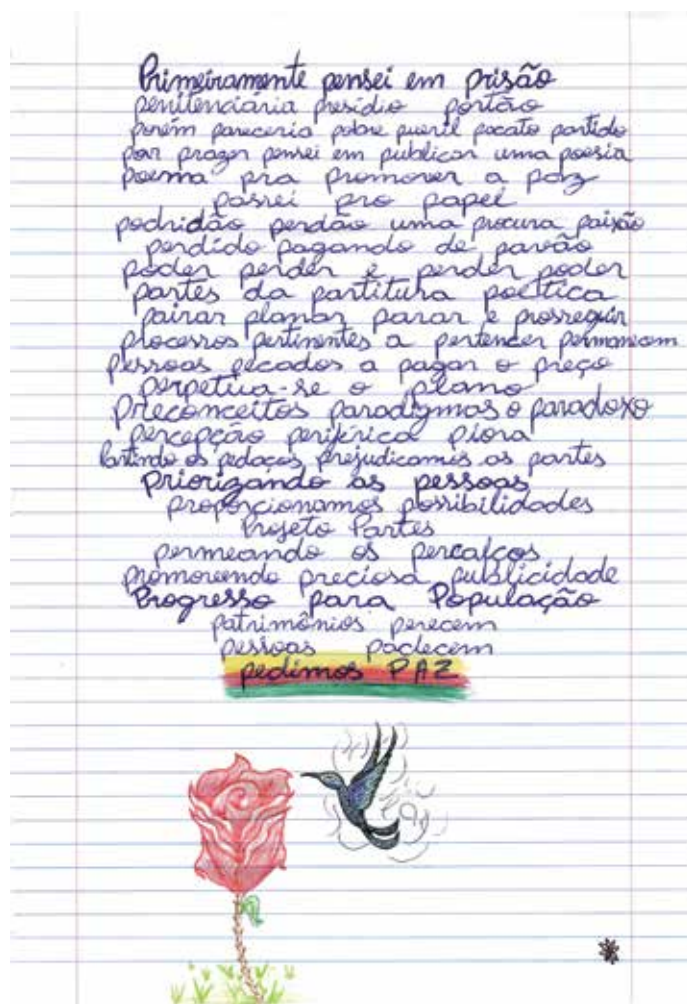 Primeiramente pensei em prisão
penitenciaria presídio portão
porém pareceria pobre pueril pacato partido
por prazer pensei em publicar uma poesia
poema pra promover a paz
passei pro papel
podridão perdão uma procura paixão
perdido pagando de pavão
poder perder é perder poder
partes da partitura poética
pairar planar parar e prosseguir
processos pertinentes a pertencer permanecem
pessoas pecados a pagar o preço
perpetua-se o plano
Preconceitos paradigmas o paradoxo
percepção periférica piora
Partindo os pedaços prejudicamos as partes
Priorizando as pessoas
proporcionamos possibilidades
Projeto Partes
permeando os percalços
promovendo preciosa publicidade
Progresso para População
patrimônios perecem
pessoas padecem
pedimos PAZ